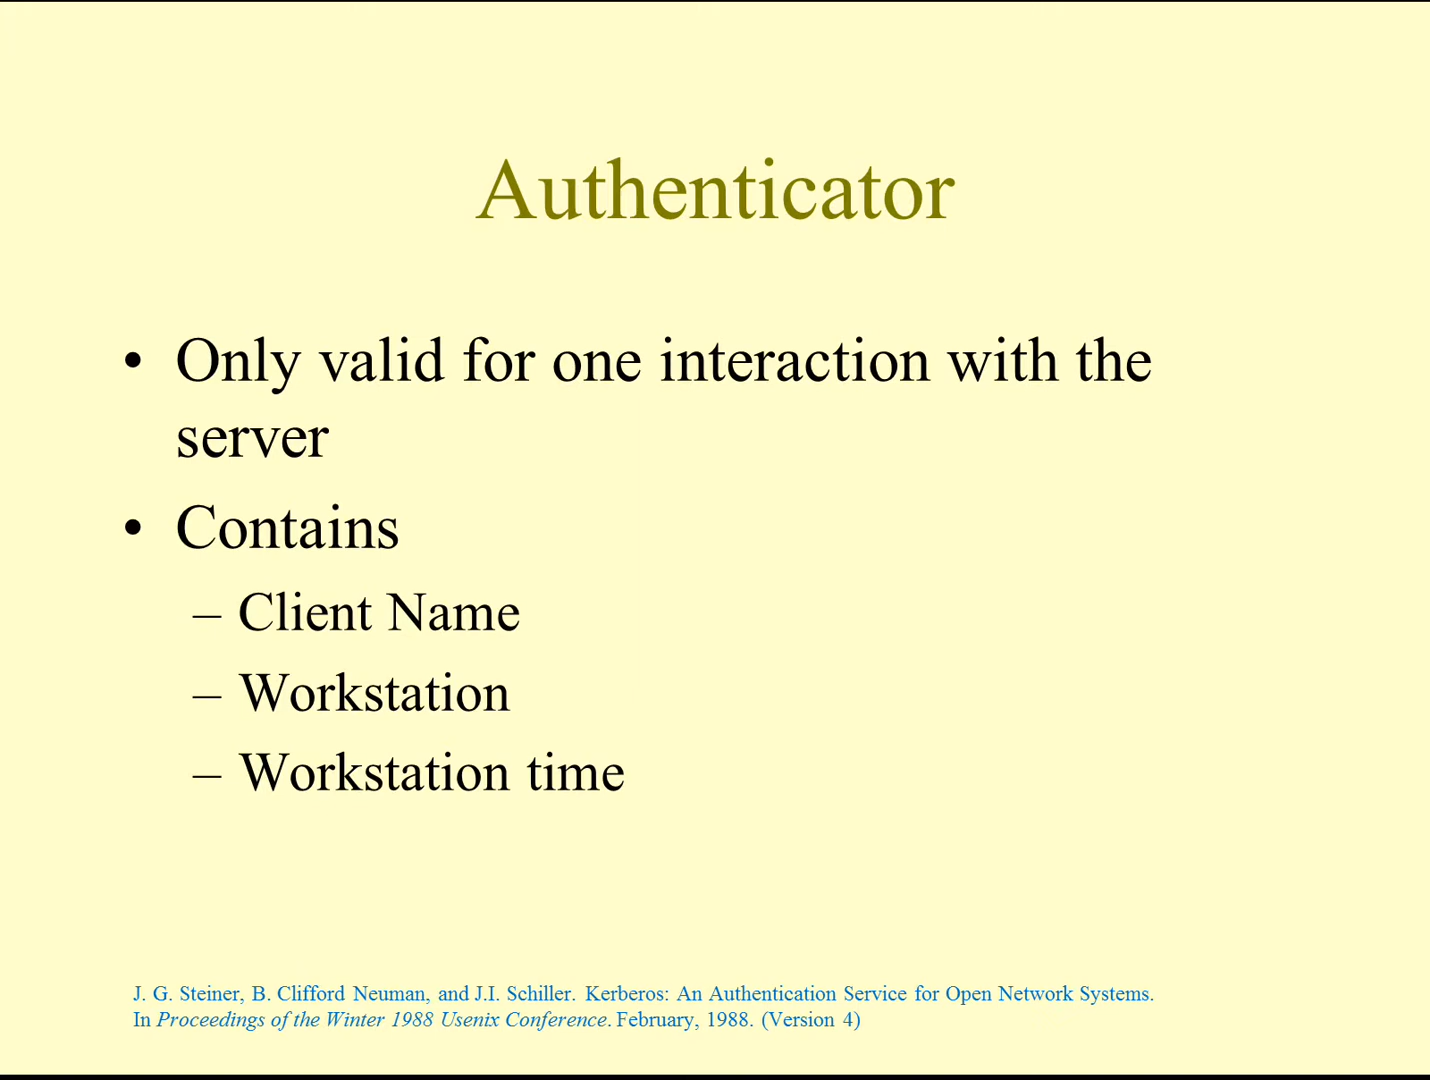 Authenticator
• Only valid for one interaction with the
server
• Contains
– Client Name
– Workstation
– Workstation time
J. G. Steiner, B. Clifford Neuman, and J.I. Schiller. Kerberos: An Authentication Service for Open Network Systems.
In Proceedings of the Winter 1988 Usenix Conference. February, 1988. (Version 4)